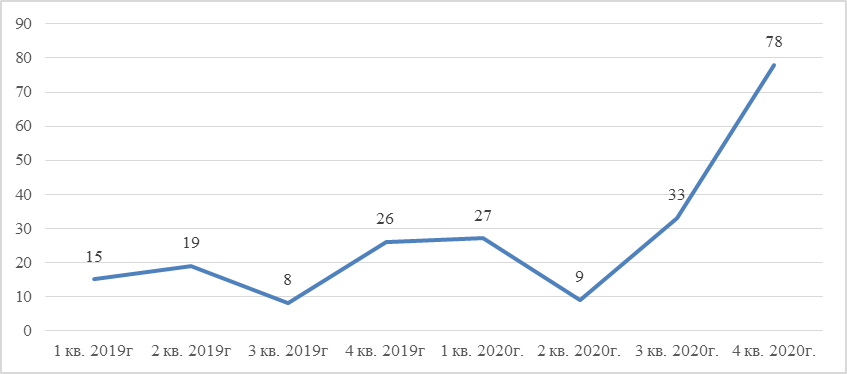 90
80
70
60
50
40
30
20
10
0
15
19
8
26
27
9
33
78
1 кв. 2019г
2 кв. 2019г
3 кв. 2019г
4 кв. 2019г
1 кв. 2020г.
2 кв. 2020г.
3 кв. 2020г.
4 кв. 2020г.